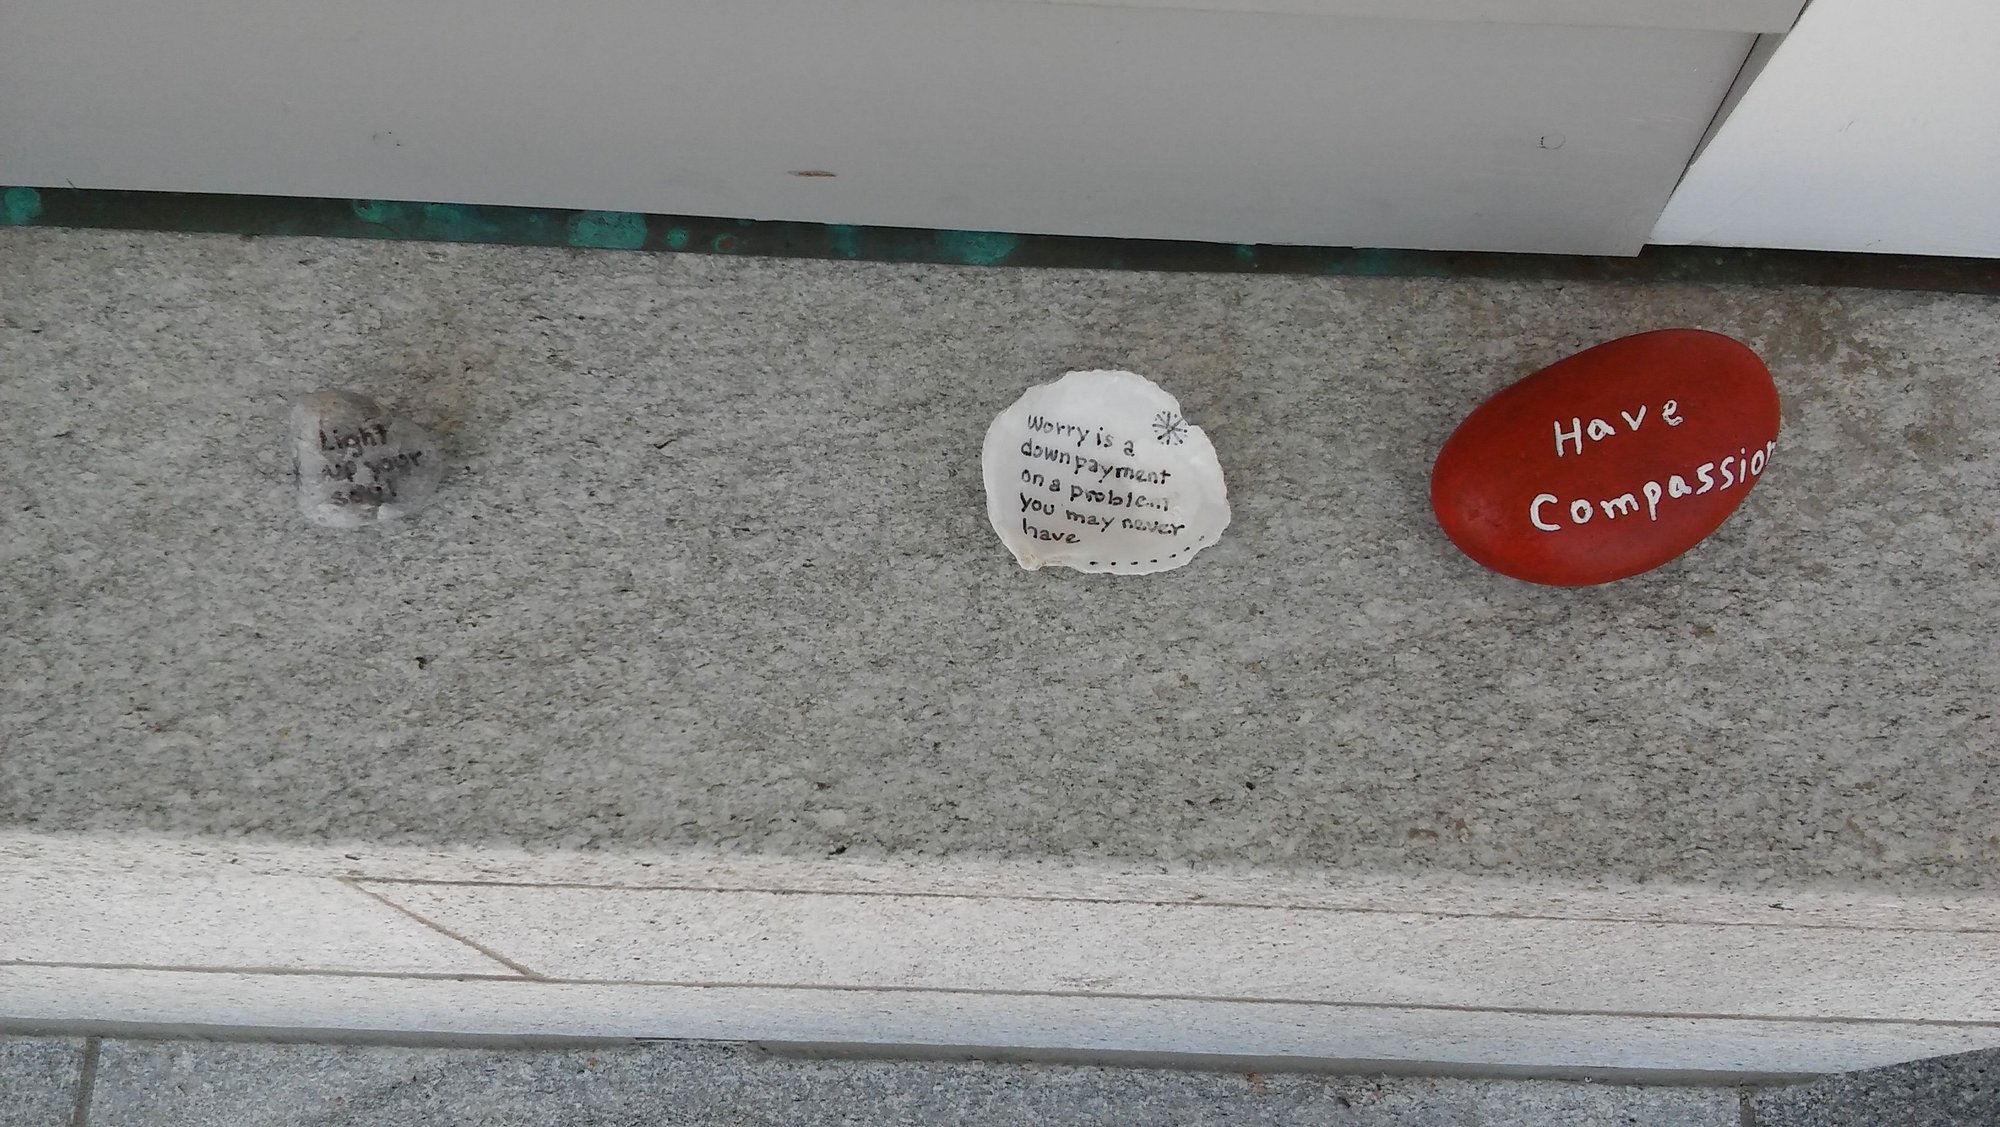 Light
up your
soul
Worry is a
downpayment
on a problem
you may never
have
Have
Compassion